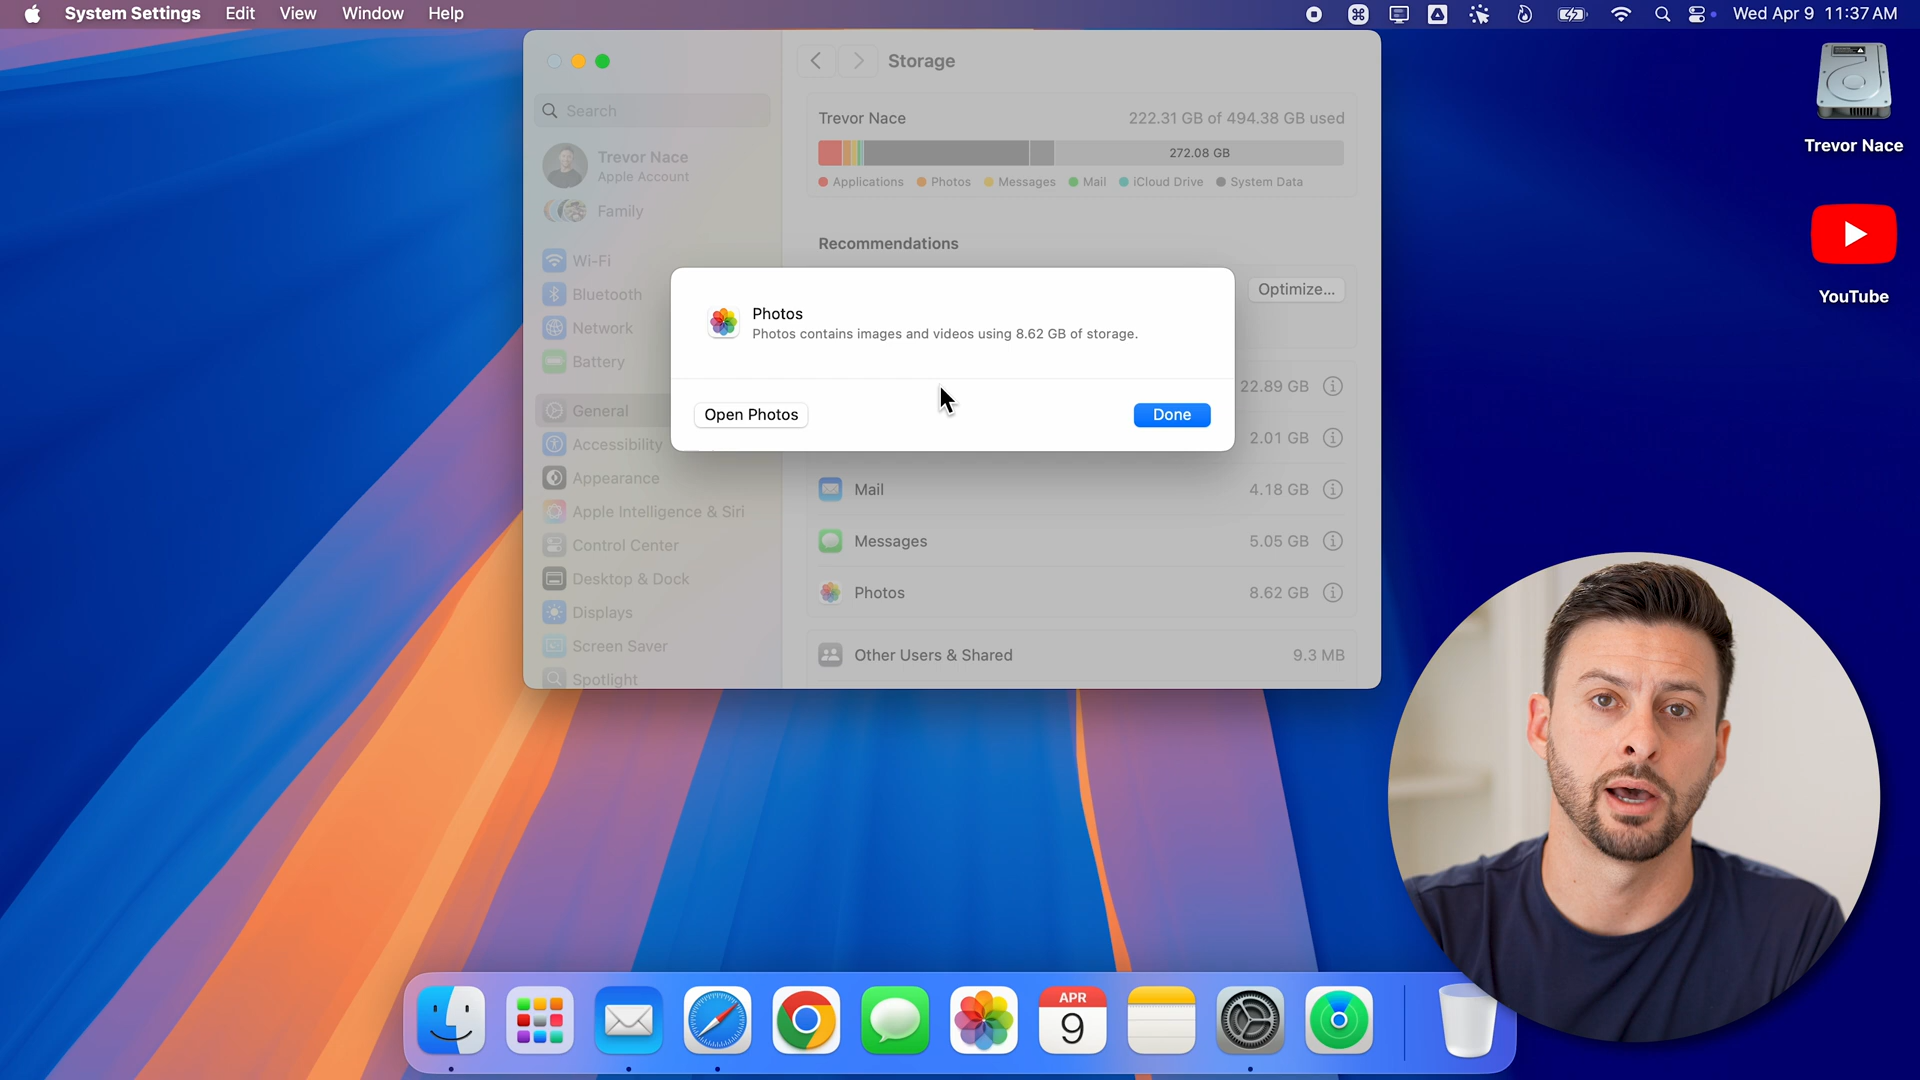 System Settings Edit View Window Help
Wed Apr 9 11:37 AM
Storage
Search
Trevor Nace
Apple Account
Family
Wi-Fi
Bluetooth
Network
Battery
General
Accessibility
Appearance
Apple Intelligence & Siri
Control Center
Desktop & Dock
Displays
Screen Saver
Spotlight
Trevor Nace 222.31 GB of 494.38 GB used
272.08 GB
Applications Photos Messages Mail iCloud Drive System Data
Recommendations
Optimize...
Photos
Photos contains images and videos using 8.62 GB of storage.
Open Photos Done
22.89 GB
2.01 GB
Mail 4.18 GB
Messages 5.05 GB
Photos 8.62 GB
Other Users & Shared 9.3 MB
Trevor Nace
YouTube
APR
9